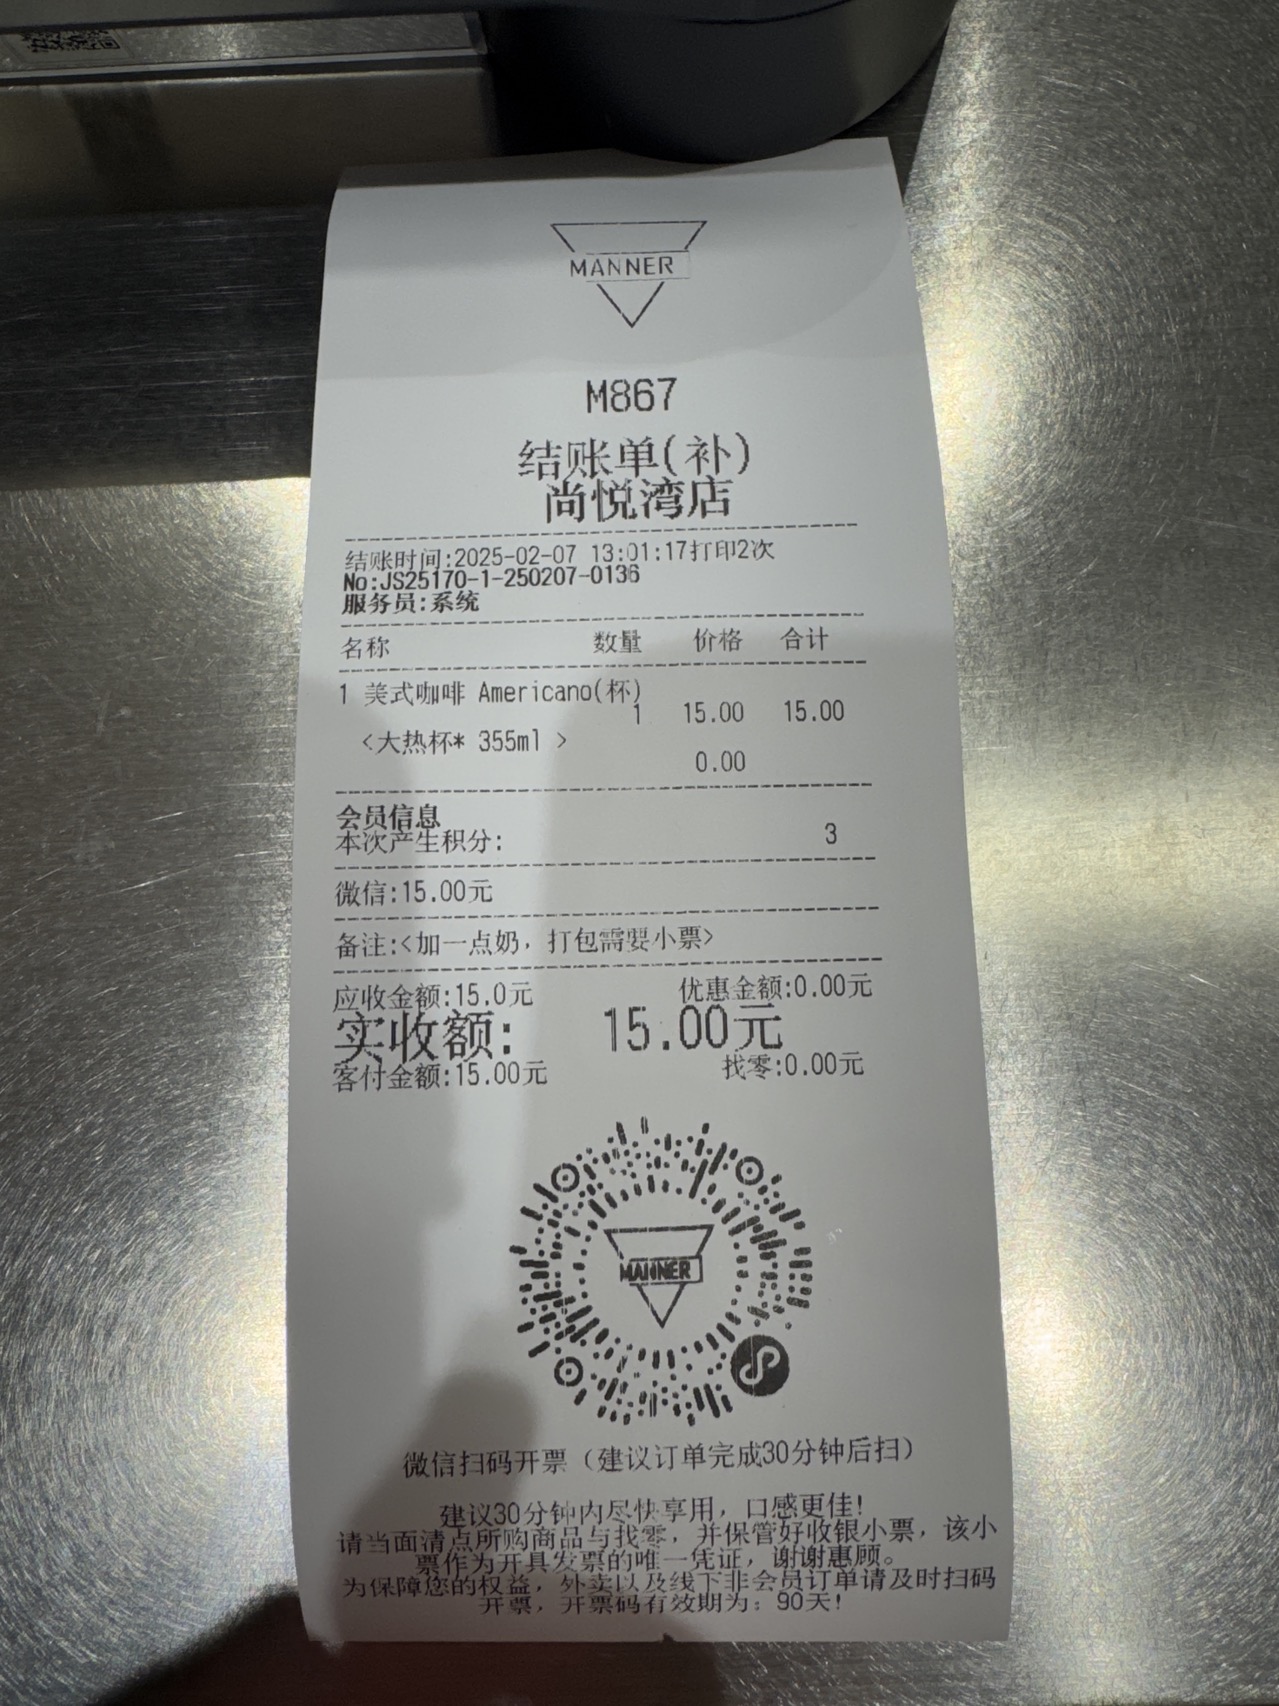 MANNER
M867
结账单(补)
尚悦湾店
结账时间:2025-02-07 13:01:17打印2次
No:JS25170-1-250207-0136
服务员:系统
名称 数量 价格 合计
1 美式咖啡 Americano(杯)
1 15.00 15.00
<大热杯* 355ml >
0.00
会员信息
本次产生积分: 3
微信:15.00元
备注:<加一点奶，打包需要小票>
应收金额:15.0元 优惠金额:0.00元
实收额: 15.00元
客付金额:15.00元 找零:0.00元
MANNER
微信扫码开票（建议订单完成30分钟后扫）
建议30分钟内尽快享用，口感更佳!
请当面清点所购商品与找零，并保管好收银小票，该小
票作为开具发票的唯一凭证，谢谢惠顾。
为保障您的权益，外卖以及线下非会员订单请及时扫码
开票，开票码有效期为：90天!